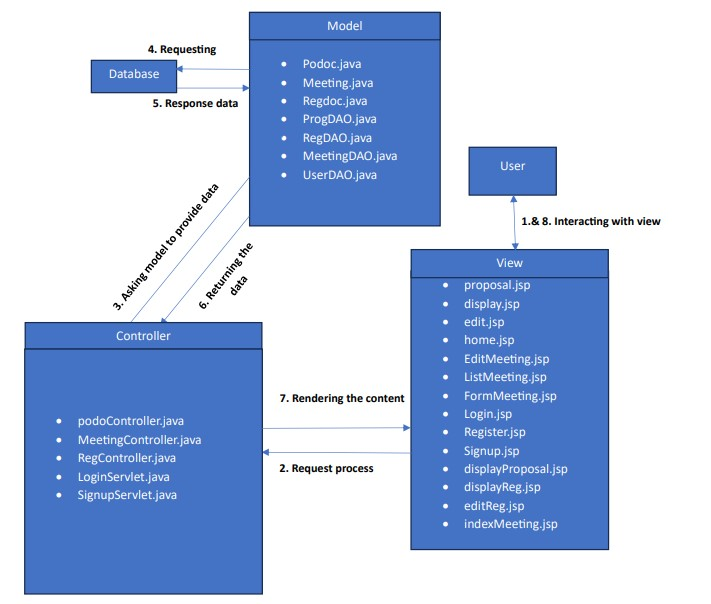 Model
Podoc.java
Meeting.java
Regdoc.java
ProgDAO.java
RegDAO.java
MeetingDAO.java
UserDAO.java
4. Requesting
Database
5. Response data
User
1.& 8. Interacting with view
3. Asking model to provide data
6. Returning the
data
View
proposal.jsp
display.jsp
edit.jsp
home.jsp
EditMeeting.jsp
ListMeeting.jsp
FormMeeting.jsp
Login.jsp
Register.jsp
Signup.jsp
displayProposal.jsp
displayReg.jsp
editReg.jsp
indexMeeting.jsp
Controller
podoController.java
MeetingController.java
RegController.java
LoginServlet.java
SignupServlet.java
7. Rendering the content
2. Request process